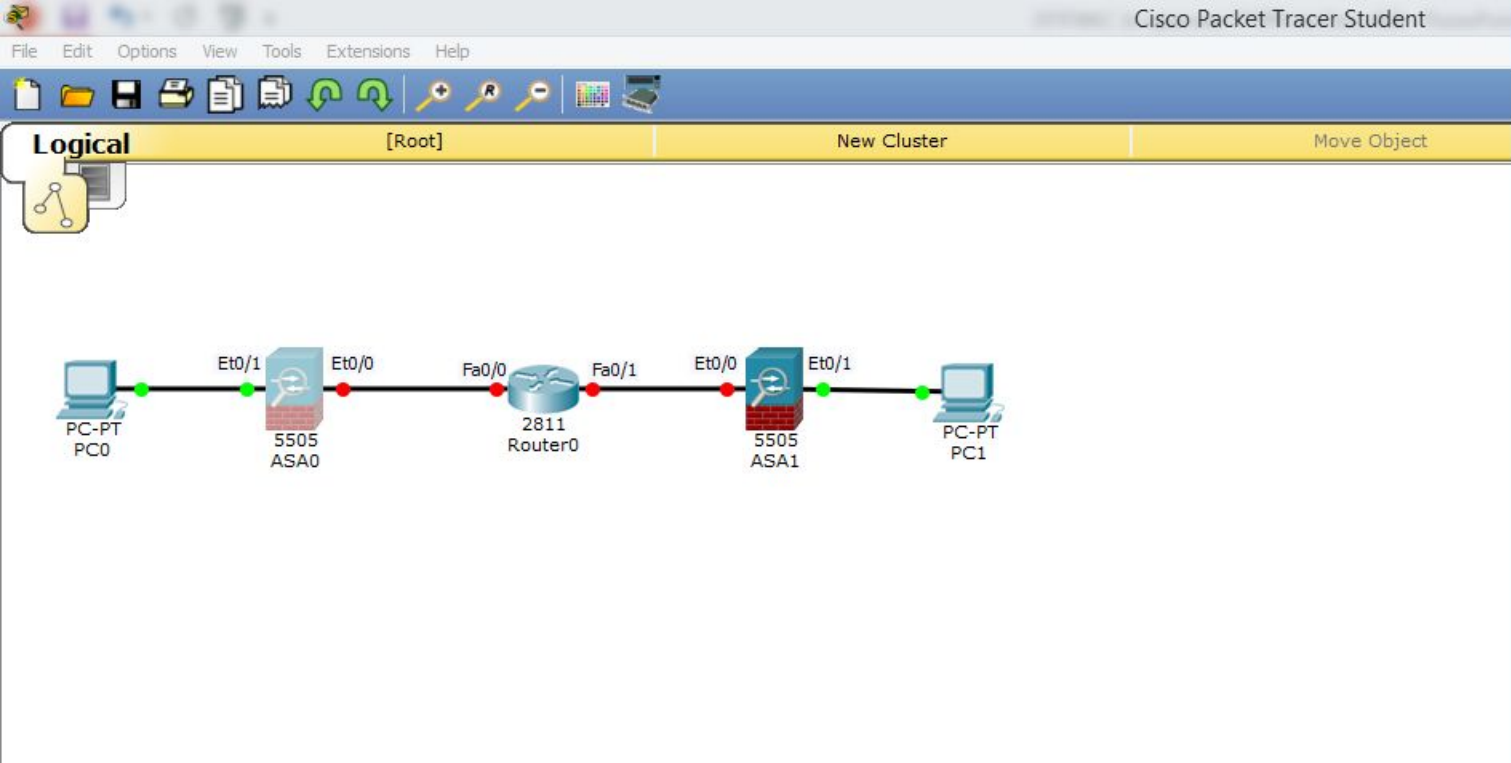 Cisco Packet Tracer Student
File Edit Options View Tools Extensions Help
Logical [Root] New Cluster Move Object
Et0/1 Et0/0 Fa0/0 Fa0/1 Et0/0 Et0/1
PC-PT
PC0
5505
ASA0
2811
Router0
5505
ASA1
PC-PT
PC1